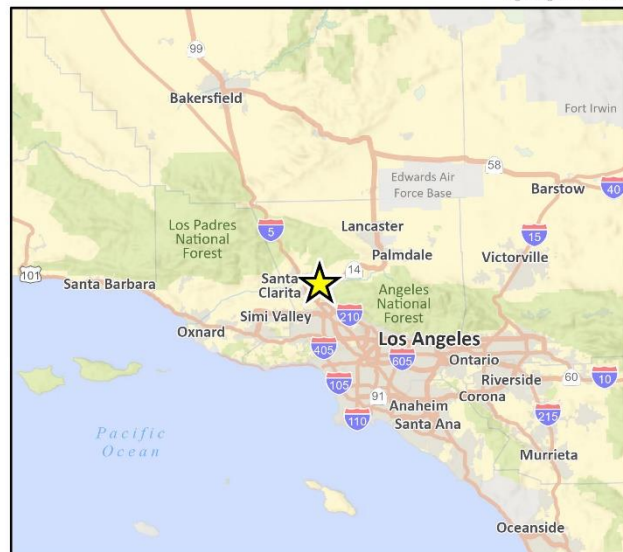 99
Bakersfield
Fort Irwin
58
Edwards Air
Force Base
Barstow
40
Los Padres
National
Forest
5
Lancaster
15
Palmdale
Victorville
101
Santa Barbara
Santa
Clarita
14
Angeles
National
Forest
Simi Valley
210
Oxnard
Los Angeles
405
605
Ontario
10
105
Riverside
60
91
Corona
Anaheim
110
Santa Ana
215
Pacific
Ocean
Murrieta
Oceanside